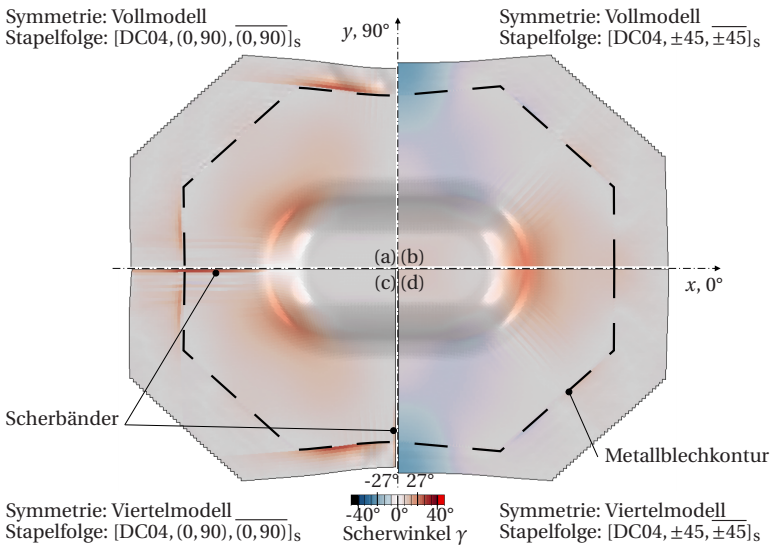 Symmetrie: Vollmodell
Stapelfolge: [DC04, (0,90), (0,90)]s
y, 90°
Symmetrie: Vollmodell
Stapelfolge: [DC04, ±45, ±45]s
(a) (b)
(c) (d)
x, 0°
Scherbänder
Metallblechkontur
-27° 27°
-40° 0° 40°
Scherwinkel γ
Symmetrie: Viertelmodell
Stapelfolge: [DC04, (0,90), (0,90)]s
Symmetrie: Viertelmodell
Stapelfolge: [DC04, ±45, ±45]s